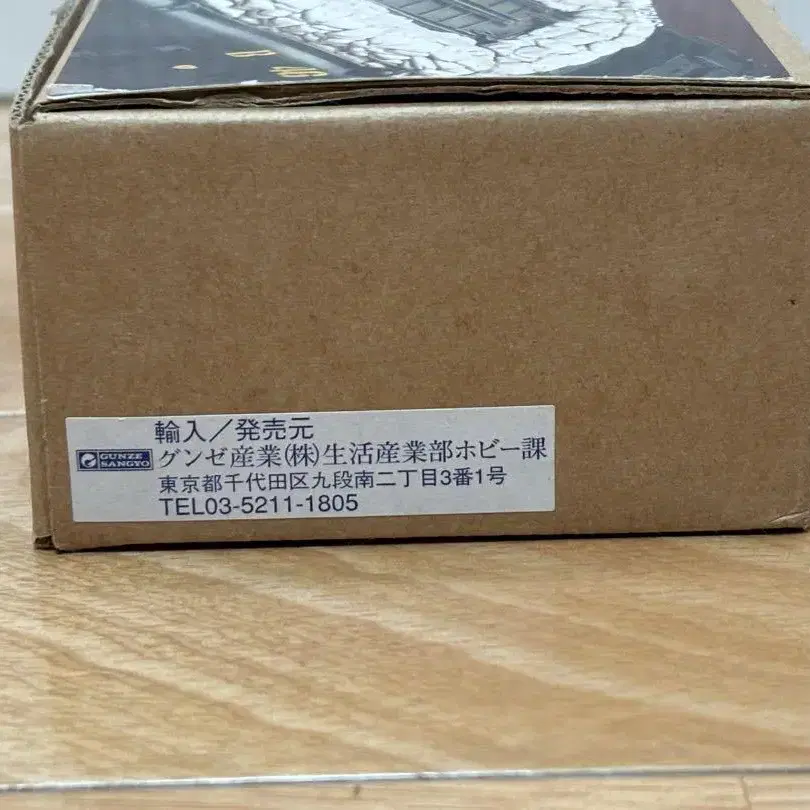 輸入／発売元
GUNZE
SANGYO
グンゼ産業(株)生活産業部ホビー課
東京都千代田区九段南二丁目3番1号
TEL03-5211-1805